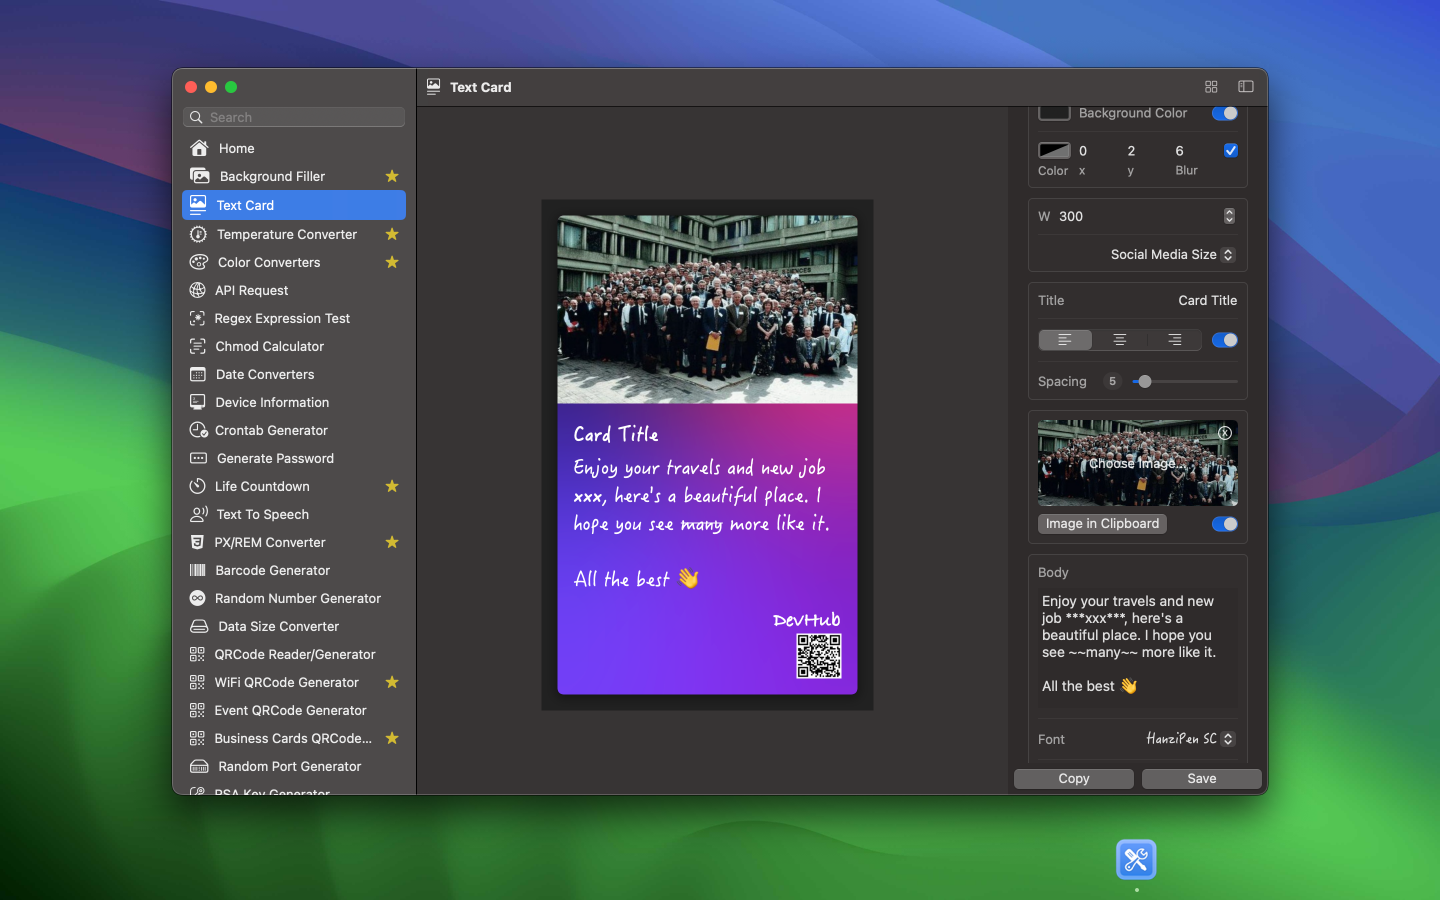 Text Card
Search
Home
Background Filler
Text Card
Temperature Converter
Color Converters
API Request
Regex Expression Test
Chmod Calculator
Date Converters
Device Information
Crontab Generator
Generate Password
Life Countdown
Text To Speech
PX/REM Converter
Barcode Generator
Random Number Generator
Data Size Converter
QRCode Reader/Generator
WiFi QRCode Generator
Event QRCode Generator
Business Cards QRCode...
Random Port Generator
RSA Key Generator
SCIENCES
Card Title
Enjoy your travels and new job
xxx, here's a beautiful place. I
hope you see many more like it.
All the best 👋
DevHub
Background Color
0 2 6
Color x y Blur
W 300
Social Media Size
Title Card Title
Spacing 5
Choose Image...
Image in Clipboard
Body
Enjoy your travels and new
job ***xxx***, here's a
beautiful place. I hope you
see ~~many~~ more like it.
All the best 👋
Font HanziPen SC
Copy Save